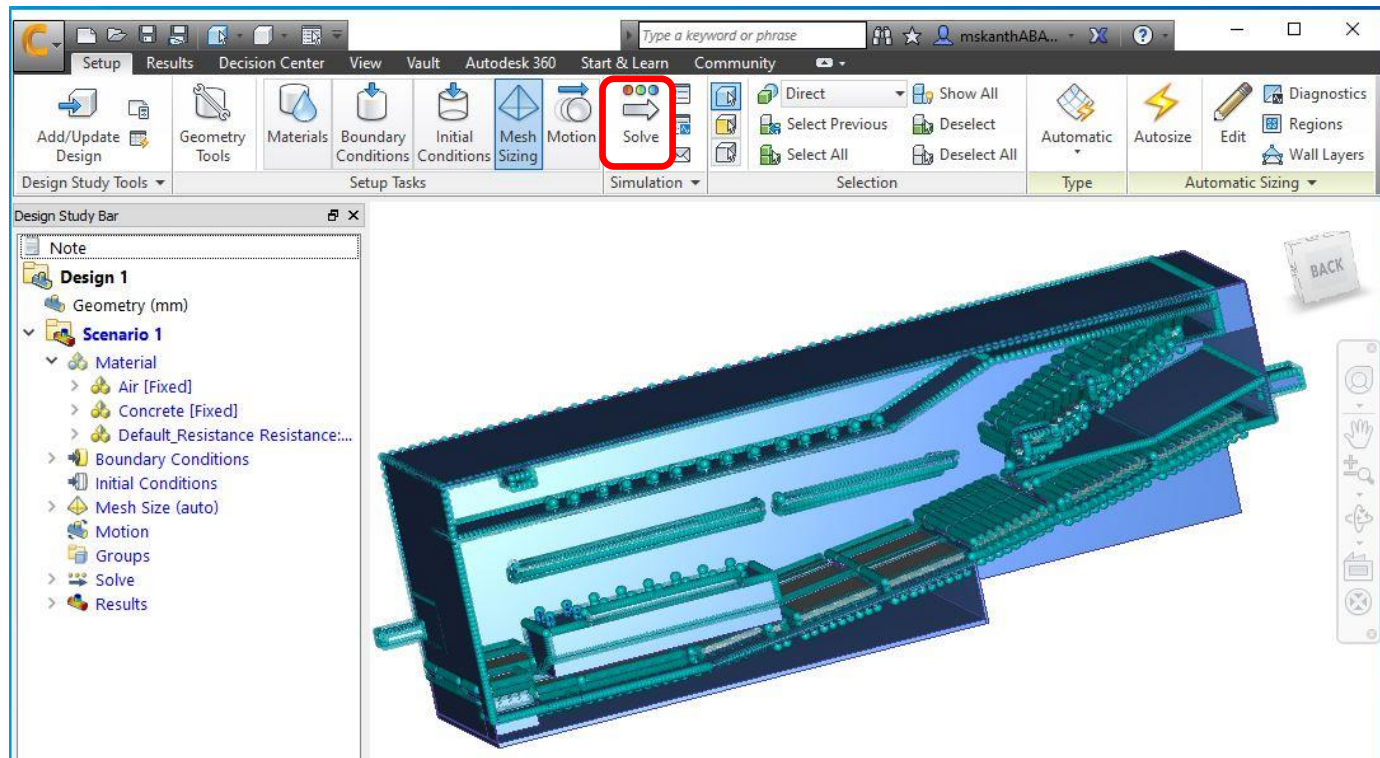 Type a keyword or phrase
mskanthABA...
Setup Results Decision Center View Vault Autodesk 360 Start & Learn Community
Add/Update Design
Geometry Tools
Materials
Boundary Conditions
Initial Conditions
Mesh Sizing
Motion
Solve
Direct
Select Previous
Select All
Show All
Deselect
Deselect All
Automatic
Autosize
Edit
Diagnostics
Regions
Wall Layers
Design Study Tools
Setup Tasks
Simulation
Selection
Type
Automatic Sizing
Design Study Bar
Note
Design 1
Geometry (mm)
Scenario 1
Material
Air [Fixed]
Concrete [Fixed]
Default_Resistance Resistance:...
Boundary Conditions
Initial Conditions
Mesh Size (auto)
Motion
Groups
Solve
Results
BACK